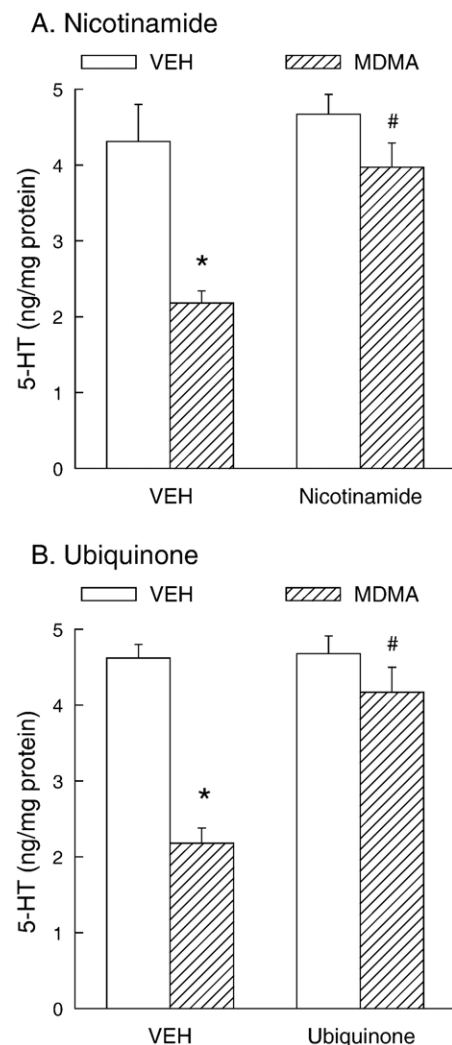 A. Nicotinamide
VEH MDMA
5
4
3
2
1
0
5-HT (ng/mg protein)
*
#
VEH Nicotinamide
B. Ubiquinone
VEH MDMA
5
4
3
2
1
0
5-HT (ng/mg protein)
*
#
VEH Ubiquinone